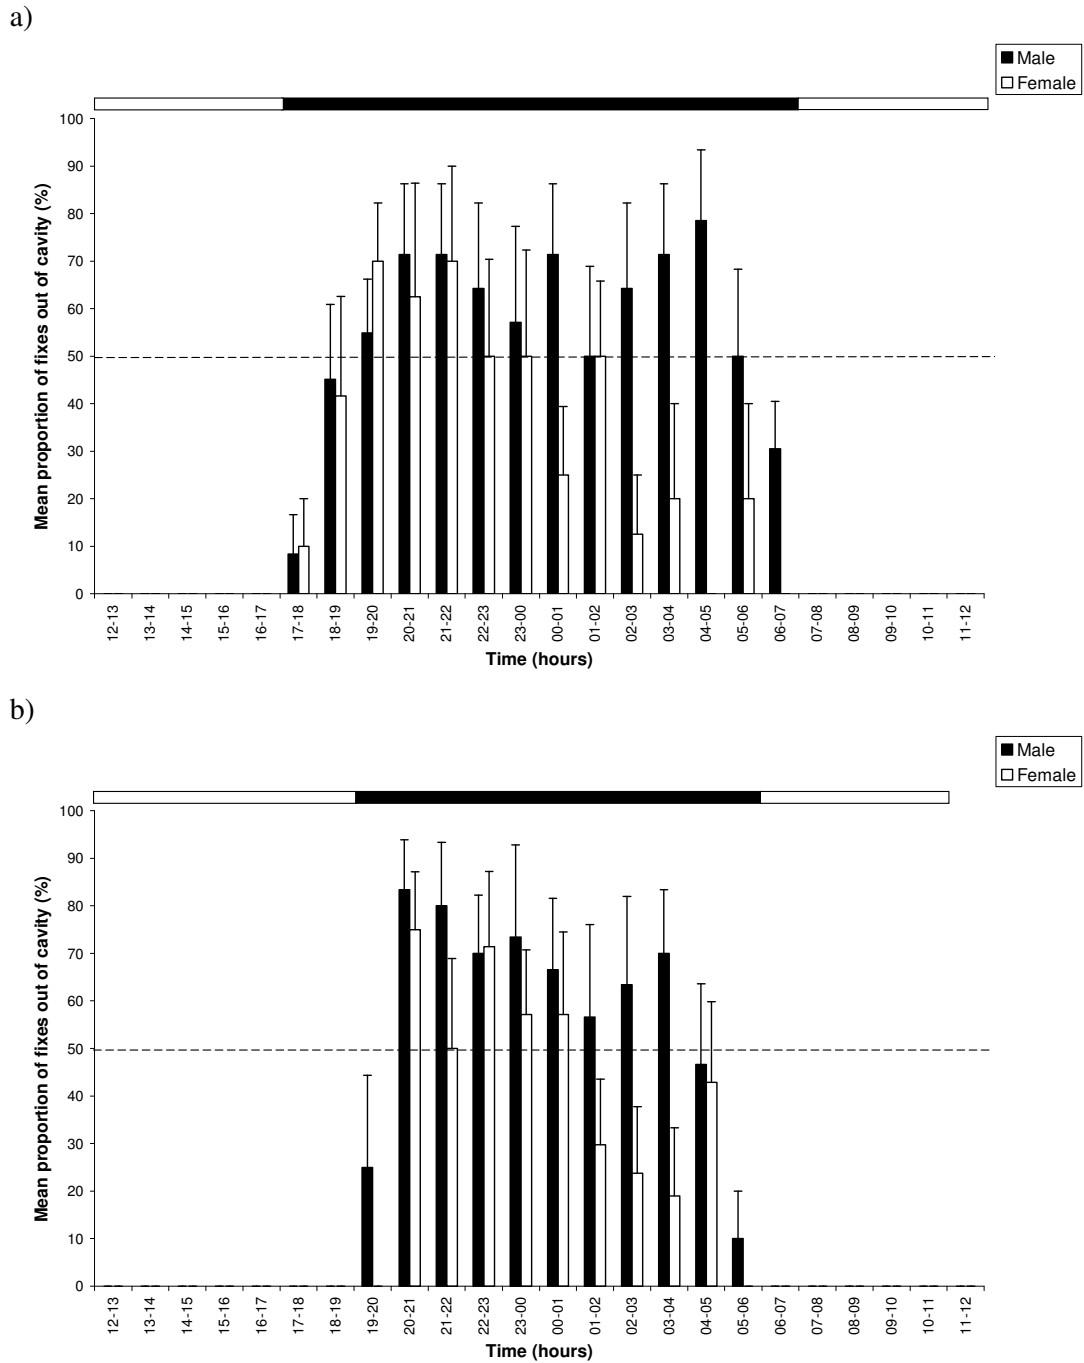 a)
Male
Female
Mean proportion of fixes out of cavity (%)
100
90
80
70
60
50
40
30
20
10
0
12-13 13-14 14-15 15-16 16-17 17-18 18-19 19-20 20-21 21-22 22-23 23-00 00-01 01-02 02-03 03-04 04-05 05-06 06-07 07-08 08-09 09-10 10-11 11-12
Time (hours)
b)
Male
Female
Mean proportion of fixes out of cavity (%)
100
90
80
70
60
50
40
30
20
10
0
12-13 13-14 14-15 15-16 16-17 17-18 18-19 19-20 20-21 21-22 22-23 23-00 00-01 01-02 02-03 03-04 04-05 05-06 06-07 07-08 08-09 09-10 10-11 11-12
Time (hours)